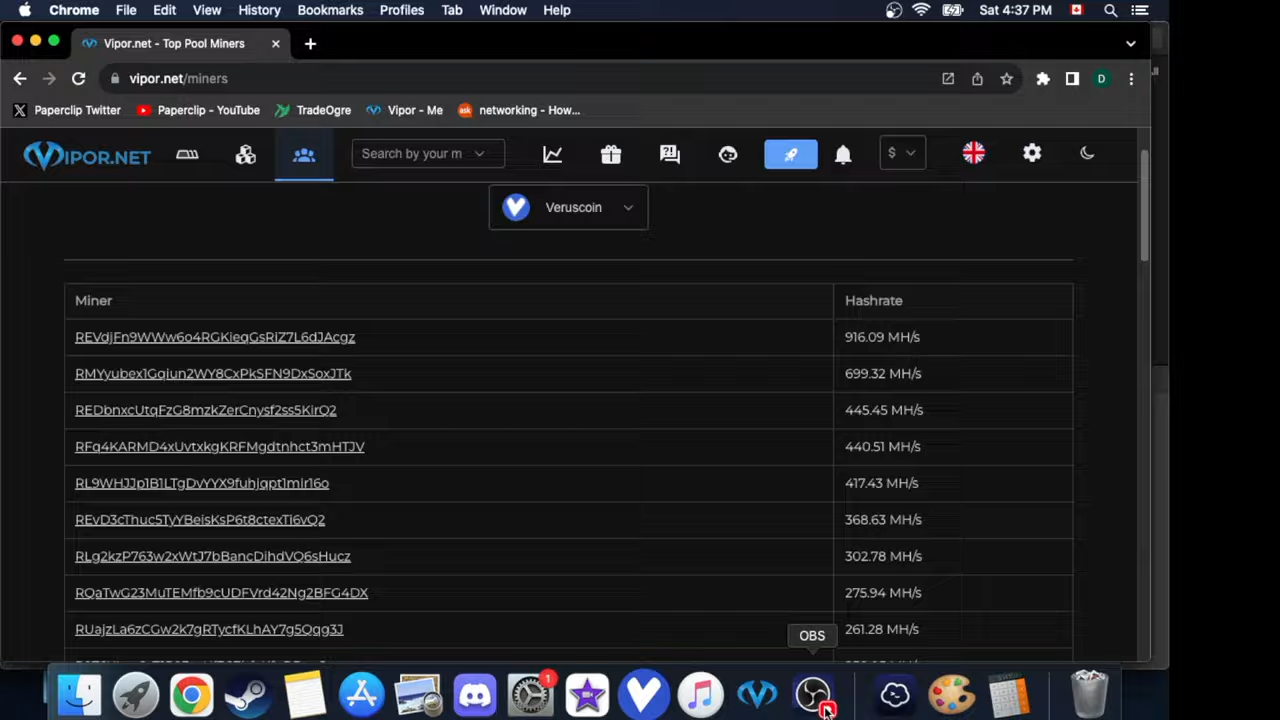 Chrome File Edit View History Bookmarks Profiles Tab Window Help Sat 4:37 PM
Vipor.net - Top Pool Miners
vipor.net/miners D
Paperclip Twitter Paperclip - YouTube TradeOgre Vipor - Me ask networking - How...
VIPOR.NET Search by your m $
Veruscoin
Miner Hashrate
REVdjFn9WWw6o4RGKieqGsRiZ7L6dJAcgz 916.09 MH/s
RMYyubex1Gqiun2WY8CxPkSFN9DxSoxJTk 699.32 MH/s
REDbnxcUtqFzG8mzkZerCnysf2ss5KirQ2 445.45 MH/s
RFq4KARMD4xUvtxkgKRFMgdtnhct3mHTJV 440.51 MH/s
RL9WHJJp1B1LTgDvYYX9fuhjqpt1mir16o 417.43 MH/s
REvD3cThuc5TyYBeisKsP6t8ctexTi6vQ2 368.63 MH/s
RLg2kzP763w2xWtJ7bBancDihdVQ6sHucz 302.78 MH/s
RQaTwG23MuTEMfb9cUDFVrd42Ng2BFG4DX 275.94 MH/s
RUajzLa6zCGw2k7gRTycfKLhAY7g5Qqg3J 261.28 MH/s
OBS
1